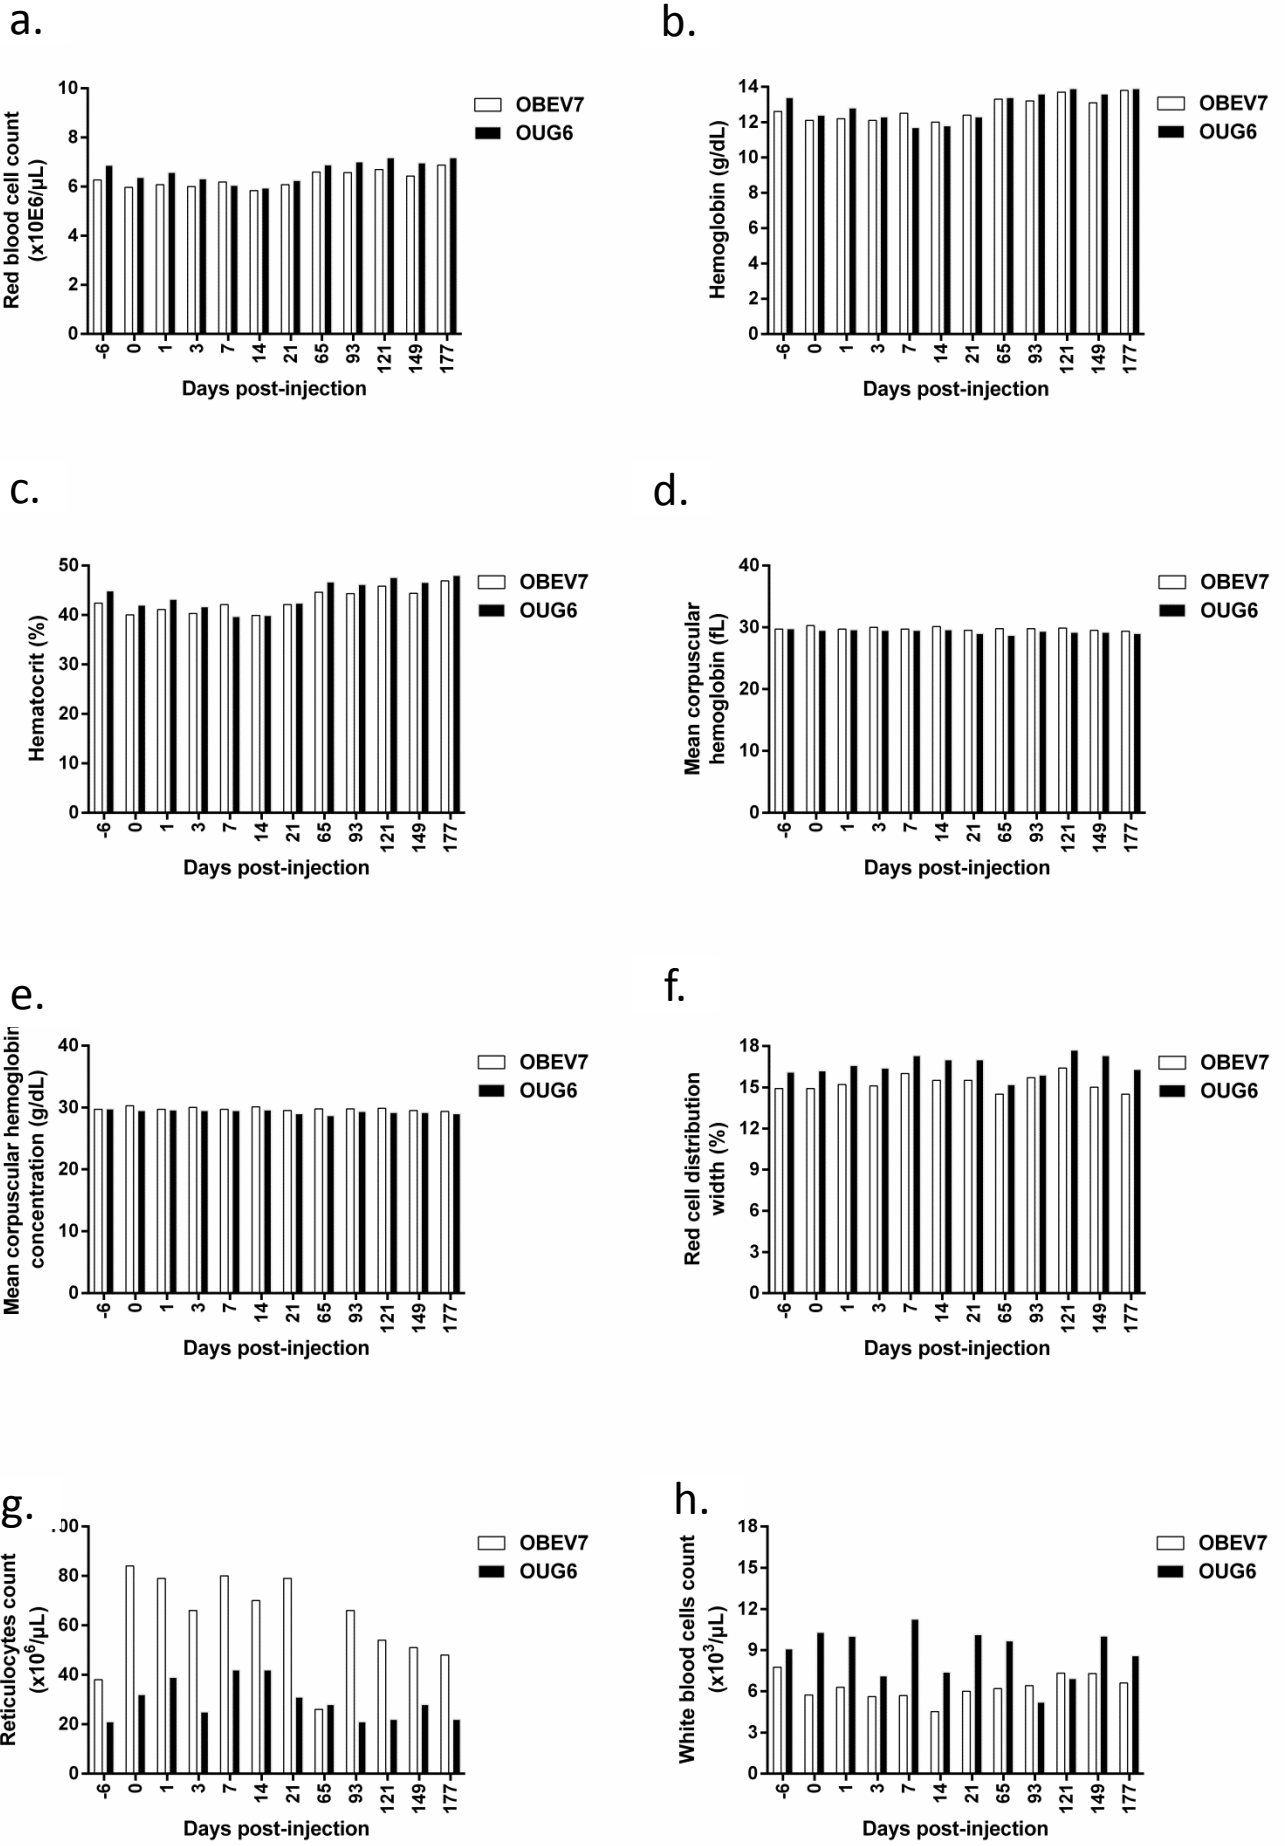 a.
Red blood cell count
(x10E6/µL)
10
8
6
4
2
0
-6 0 1 3 7 14 21 65 93 121 149 177
Days post-injection
OBEV7
OUG6
b.
Hemoglobin (g/dL)
14
12
10
8
6
4
2
0
-6 0 1 3 7 14 21 65 93 121 149 177
Days post-injection
OBEV7
OUG6
c.
Hematocrit (%)
50
40
30
20
10
0
-6 0 1 3 7 14 21 65 93 121 149 177
Days post-injection
OBEV7
OUG6
d.
Mean corpuscular
hemoglobin (fL)
40
30
20
10
0
-6 0 1 3 7 14 21 65 93 121 149 177
Days post-injection
OBEV7
OUG6
e.
Mean corpuscular hemoglobin
concentration (g/dL)
40
30
20
10
0
-6 0 1 3 7 14 21 65 93 121 149 177
Days post-injection
OBEV7
OUG6
f.
Red cell distribution
width (%)
18
15
12
9
6
3
0
-6 0 1 3 7 14 21 65 93 121 149 177
Days post-injection
OBEV7
OUG6
g.
Reticulocytes count
(x10⁶/µL)
00
80
60
40
20
0
-6 0 1 3 7 14 21 65 93 121 149 177
Days post-injection
OBEV7
OUG6
h.
White blood cells count
(x10³/µL)
18
15
12
9
6
3
0
-6 0 1 3 7 14 21 65 93 121 149 177
Days post-injection
OBEV7
OUG6